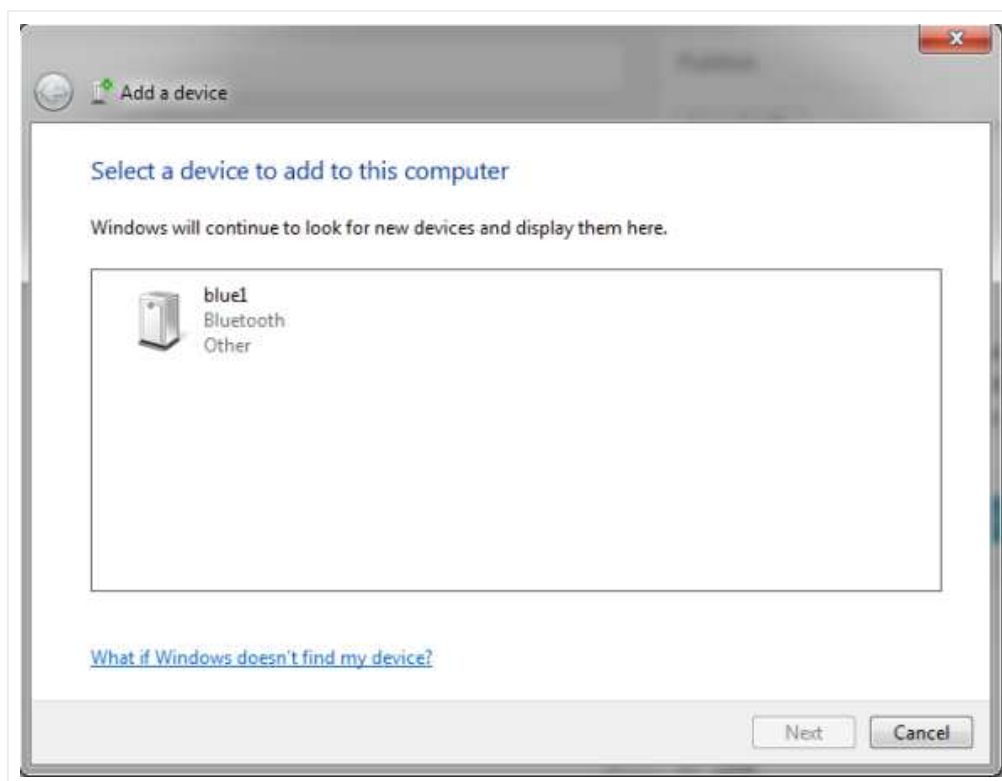 Add a device
Select a device to add to this computer
Windows will continue to look for new devices and display them here.
blue1
Bluetooth
Other
What if Windows doesn't find my device?
Next
Cancel